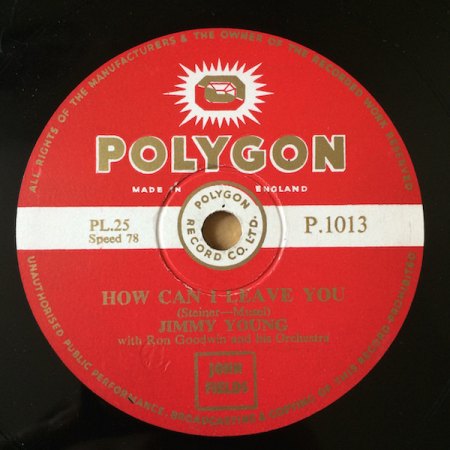 ALL RIGHTS OF THE MANUFACTURERS & THE OWNER OF THE RECORDED WORK RESERVED
POLYGON
MADE IN ENGLAND
POLYGON
RECORD CO. LTD.
PL.25
Speed 78
P.1013
HOW CAN I LEAVE YOU
JIMMY YOUNG
with Ron Goodwin and his Orchestra
UNAUTHORISED PUBLIC PERFORMANCE, BROADCASTING & COPYING OF THIS RECORD PROHIBITED